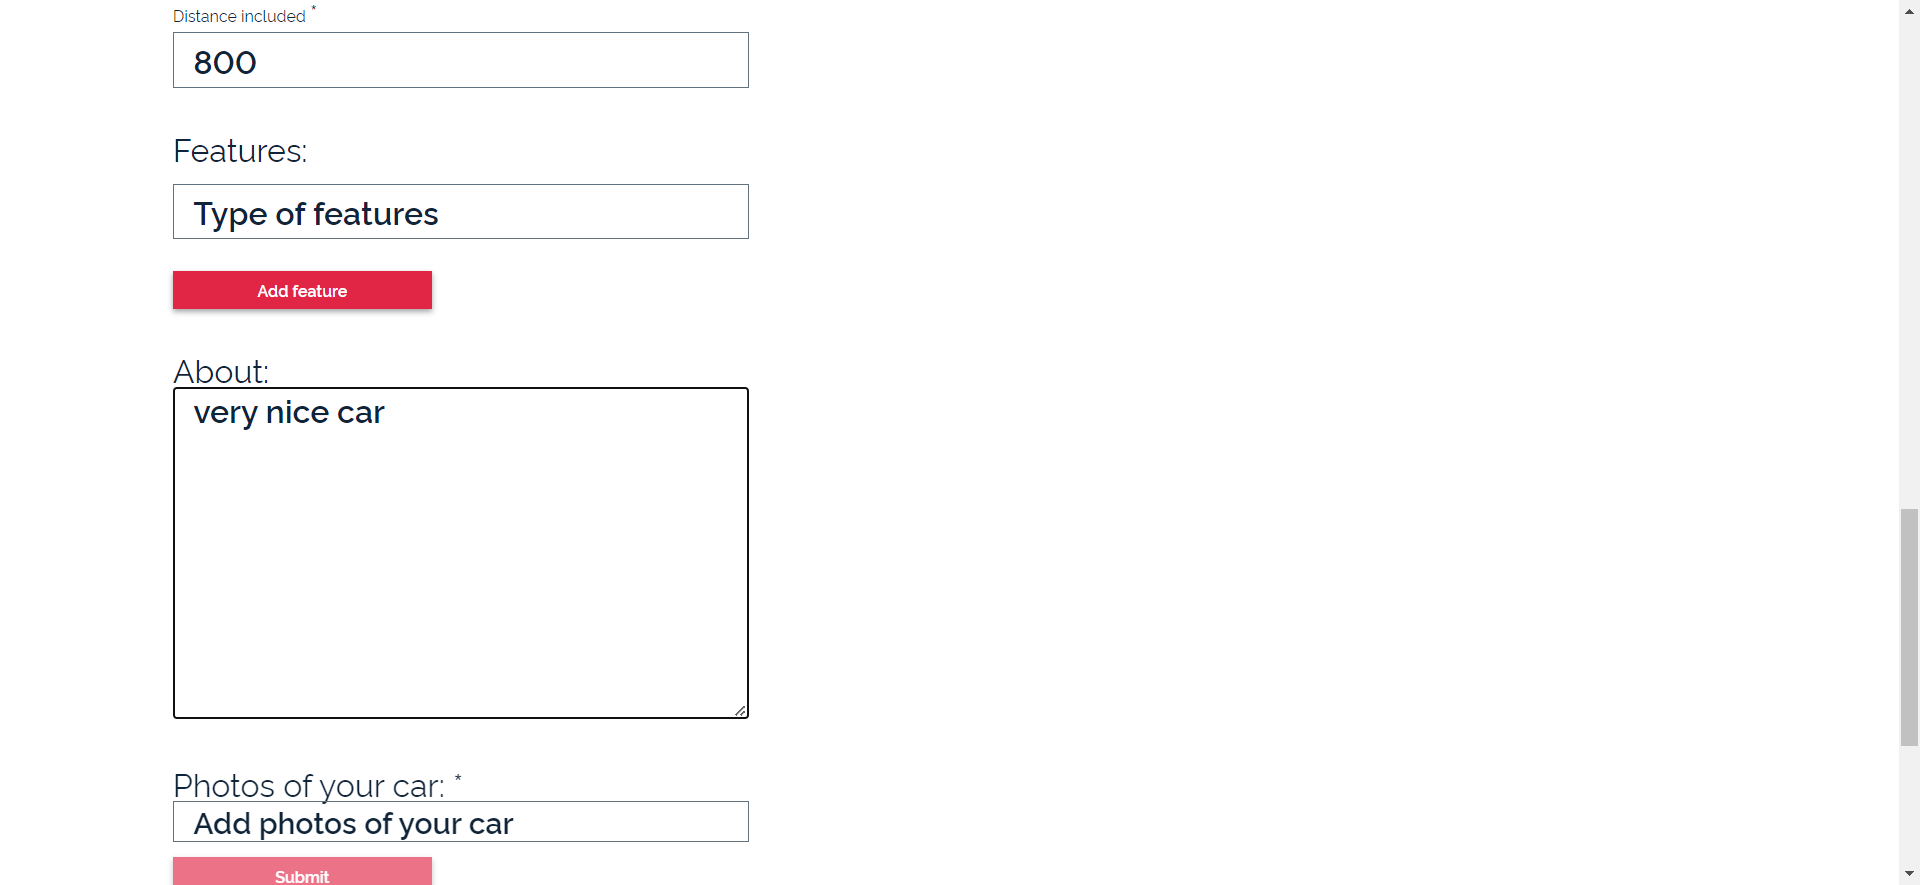 Distance included *
800
Features:
Type of features
Add feature
About:
very nice car
Photos of your car: *
Add photos of your car
Submit